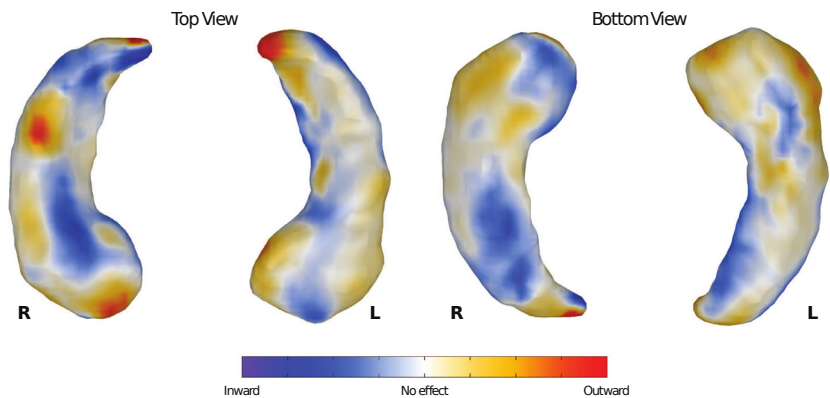 Top View
Bottom View
R
L
R
L
Inward
No effect
Outward